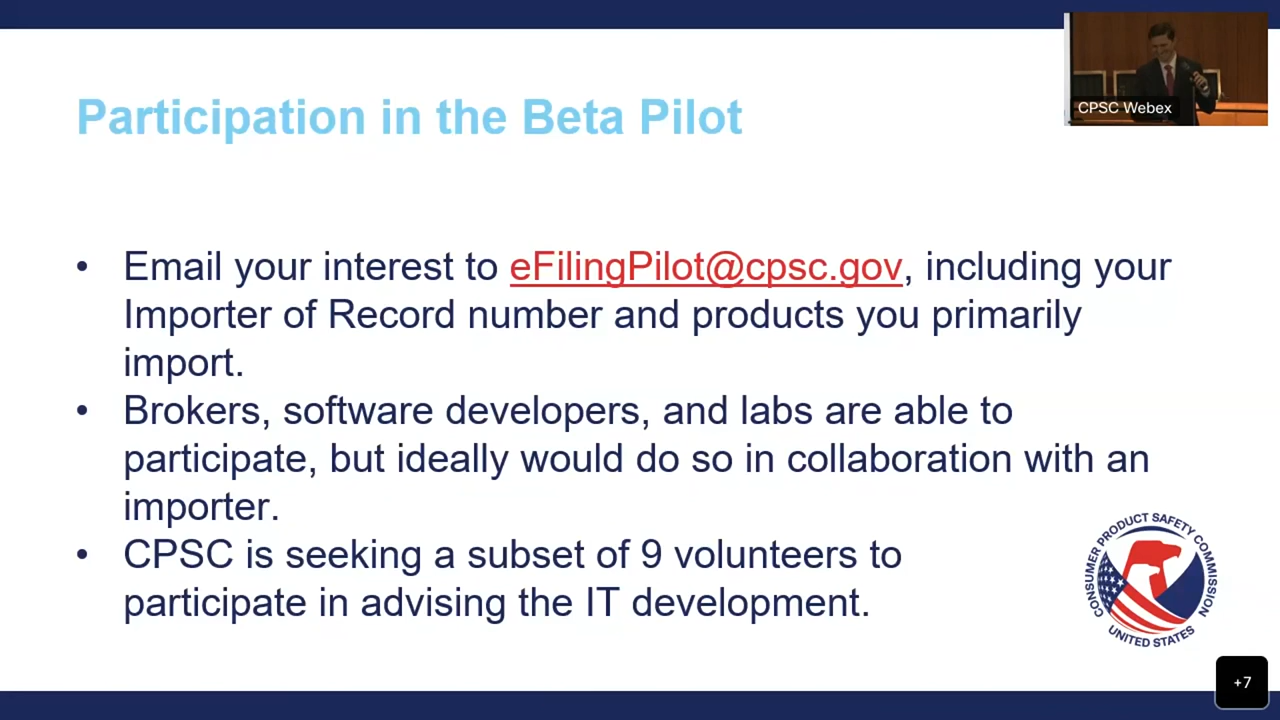 CPSC Webex
Participation in the Beta Pilot
• Email your interest to eFilingPilot@cpsc.gov, including your
Importer of Record number and products you primarily
import.
• Brokers, software developers, and labs are able to
participate, but ideally would do so in collaboration with an
importer.
• CPSC is seeking a subset of 9 volunteers to
participate in advising the IT development.
CONSUMER PRODUCT SAFETY COMMISSION
UNITED STATES
+7